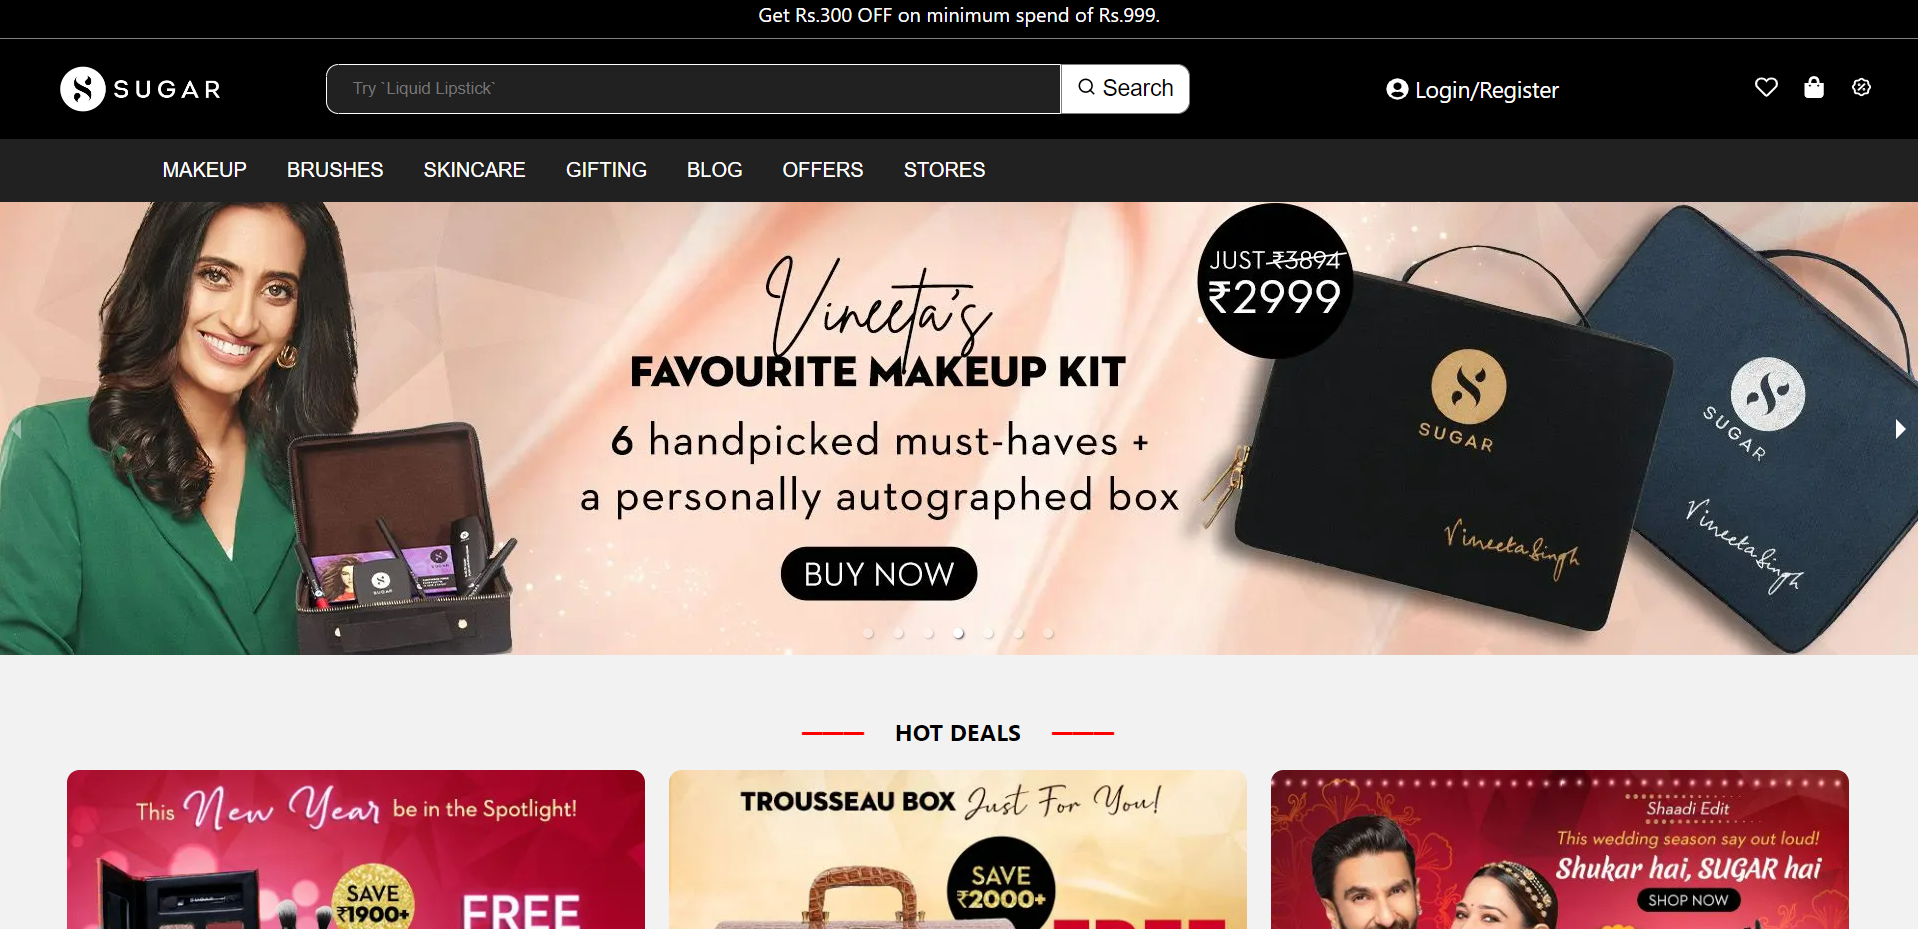 Get Rs.300 OFF on minimum spend of Rs.999.
SUGAR
Try `Liquid Lipstick`
Search
Login/Register
MAKEUP BRUSHES SKINCARE GIFTING BLOG OFFERS STORES
Vineeta's
FAVOURITE MAKEUP KIT
6 handpicked must-haves +
a personally autographed box
BUY NOW
JUST ₹3894
₹2999
SUGAR
Vineeta Singh
SUGAR
Vineeta Singh
SUGAR
HOT DEALS
This New Year be in the Spotlight!
SAVE
₹1900+
FREE
SUGAR
TROUSSEAU BOX Just For You!
SAVE
₹2000+
FREE
Shaadi Edit
This wedding season say out loud!
Shukar hai, SUGAR hai
SHOP NOW